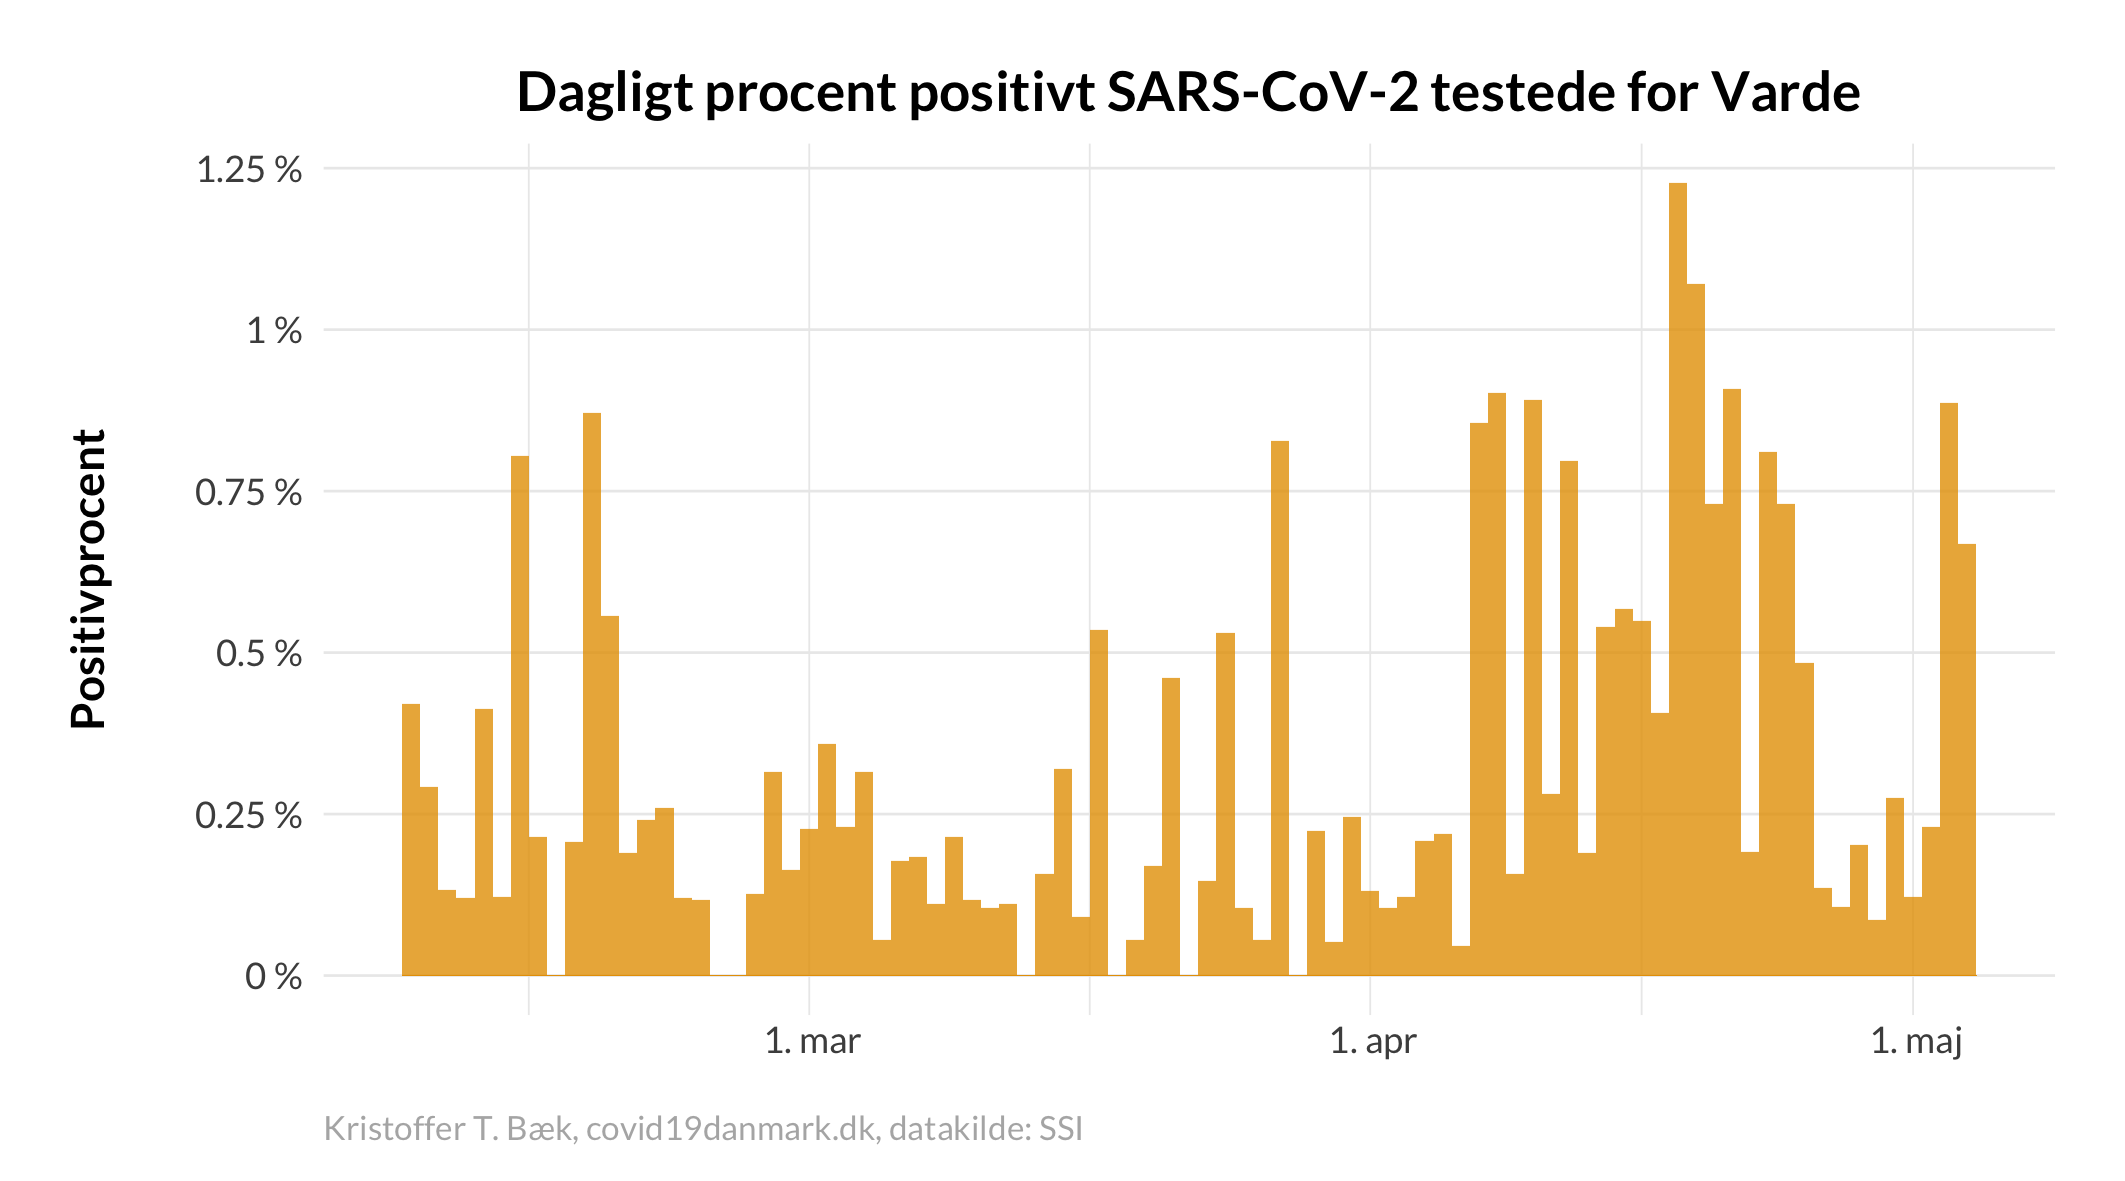 Dagligt procent positivt SARS-CoV-2 testede for Varde
Positivprocent
1.25 %
1 %
0.75 %
0.5 %
0.25 %
0 %
1. mar
1. apr
1. maj
Kristoffer T. Bæk, covid19danmark.dk, datakilde: SSI